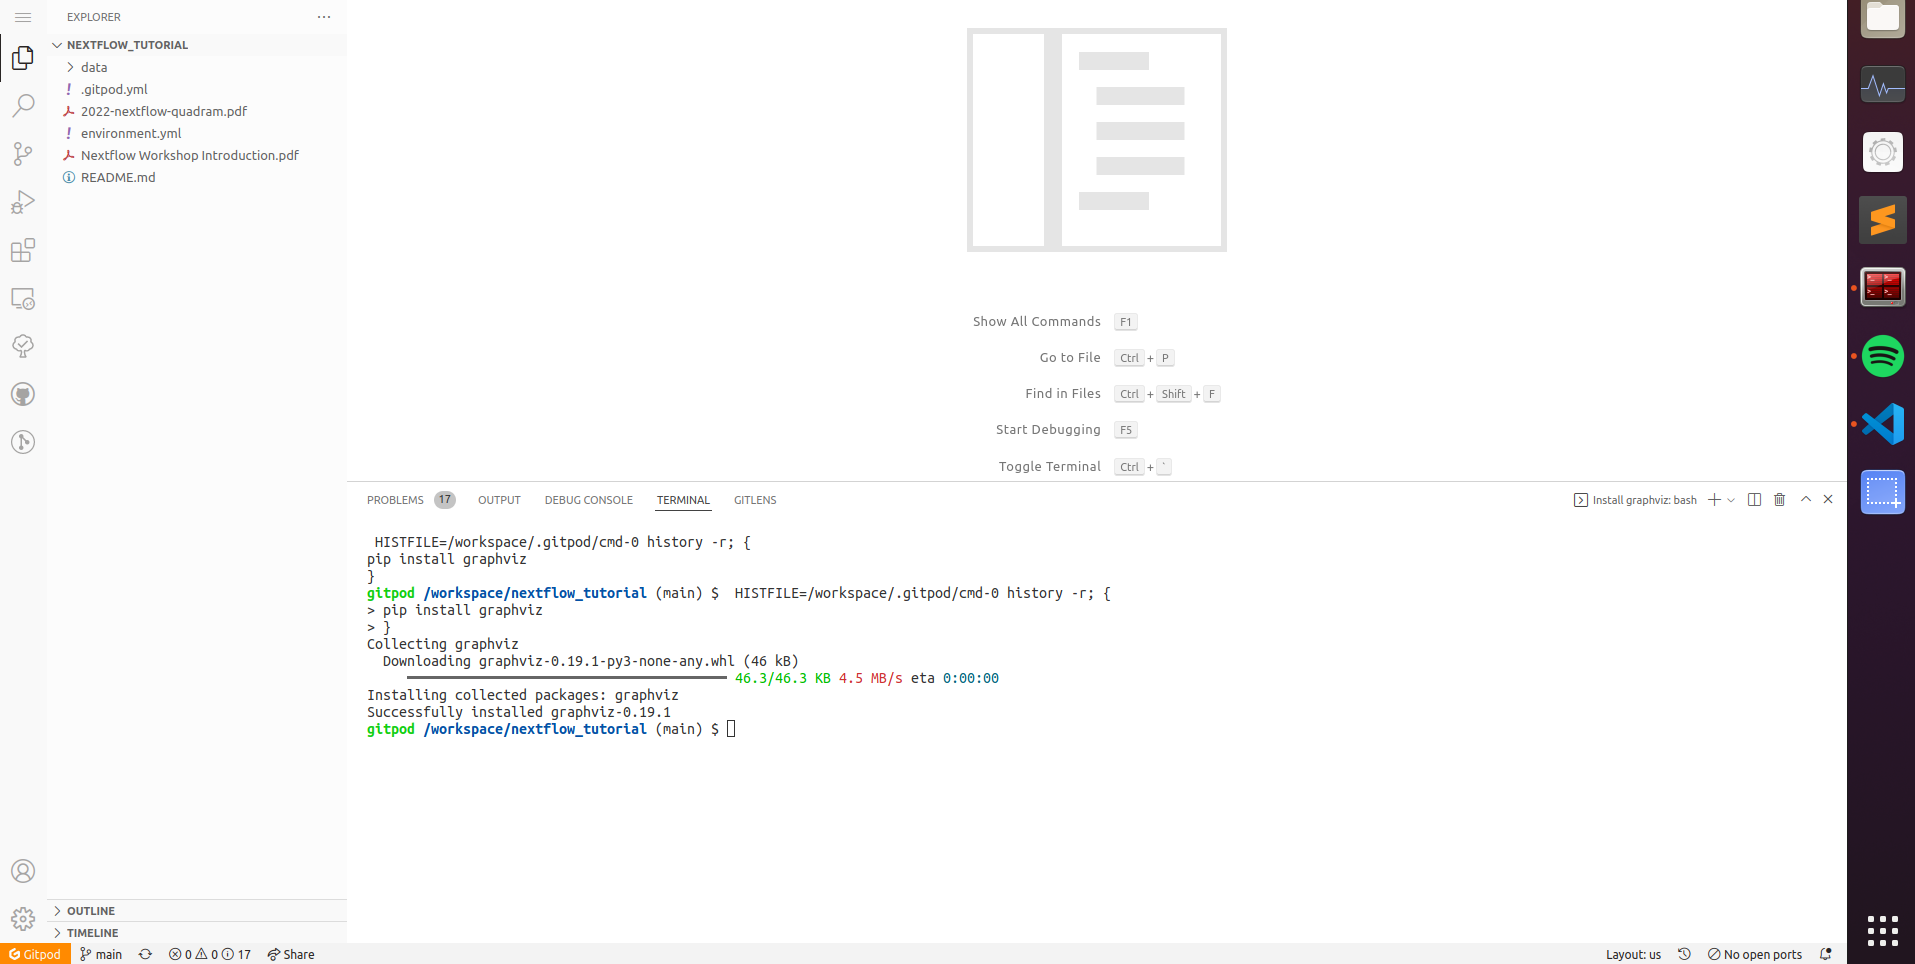 EXPLORER
NEXTFLOW_TUTORIAL
data
.gitpod.yml
2022-nextflow-quadram.pdf
environment.yml
Nextflow Workshop Introduction.pdf
README.md
OUTLINE
TIMELINE
Show All Commands F1
Go to File Ctrl + P
Find in Files Ctrl + Shift + F
Start Debugging F5
Toggle Terminal Ctrl + `
PROBLEMS 17 OUTPUT DEBUG CONSOLE TERMINAL GITLENS
Install graphviz: bash
HISTFILE=/workspace/.gitpod/cmd-0 history -r; {
pip install graphviz
}
gitpod /workspace/nextflow_tutorial (main) $  HISTFILE=/workspace/.gitpod/cmd-0 history -r; {
> pip install graphviz
> }
Collecting graphviz
Downloading graphviz-0.19.1-py3-none-any.whl (46 kB)
46.3/46.3 KB 4.5 MB/s eta 0:00:00
Installing collected packages: graphviz
Successfully installed graphviz-0.19.1
gitpod /workspace/nextflow_tutorial (main) $
Gitpod main 0 0 17 Share
Layout: us No open ports